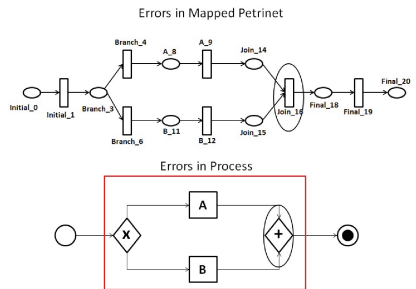 Errors in Mapped Petrinet
Branch_4
A_8
A_9
Join_14
Initial_0
Initial_1
Branch_3
Join_16
Final_18
Final_19
Final_20
Branch_6
B_11
B_12
Join_15
Errors in Process
A
X
+
B